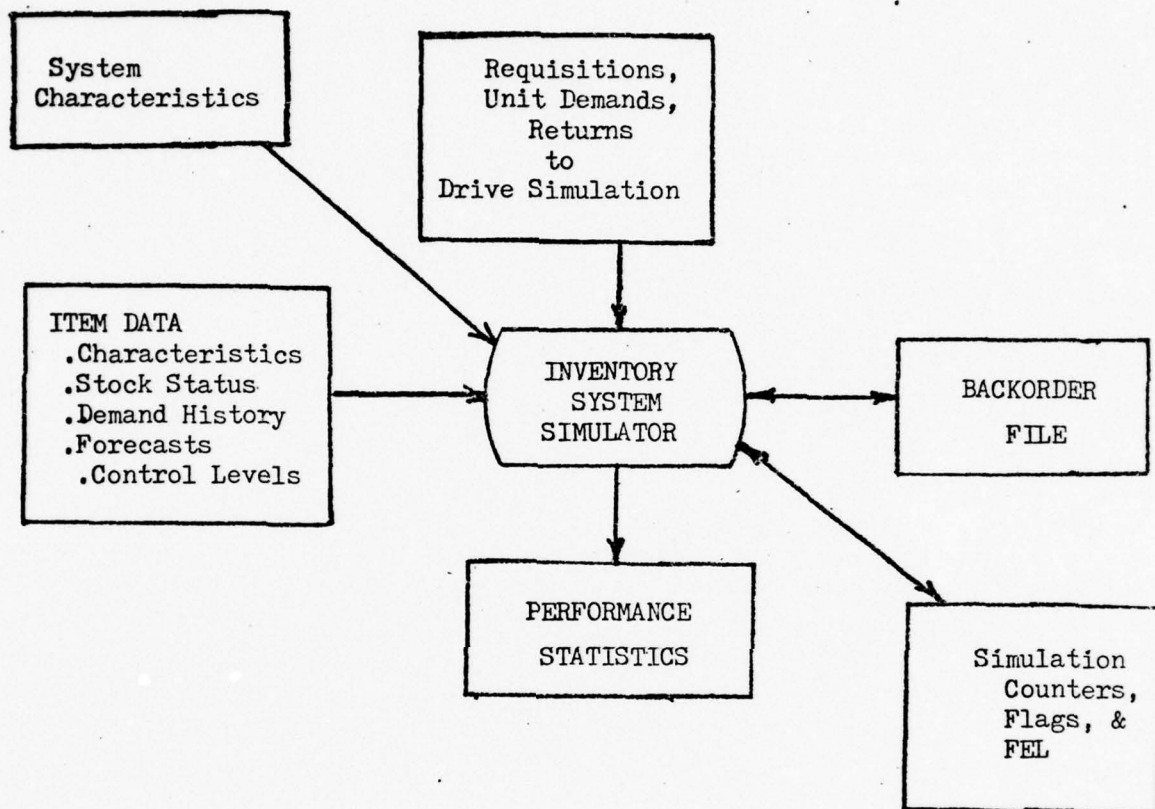 System
Characteristics
Requisitions,
Unit Demands,
Returns
to
Drive Simulation
ITEM DATA
.Characteristics
.Stock Status
.Demand History
.Forecasts
.Control Levels
INVENTORY
SYSTEM
SIMULATOR
BACKORDER
FILE
PERFORMANCE
STATISTICS
Simulation
Counters,
Flags, &
FEL